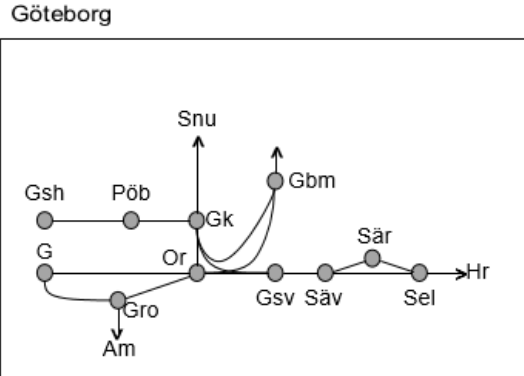 Göteborg
Snu
Gsh Pöb Gk Gbm
G Or Sär
Hr
Gro Gsv Säv Sel
Am